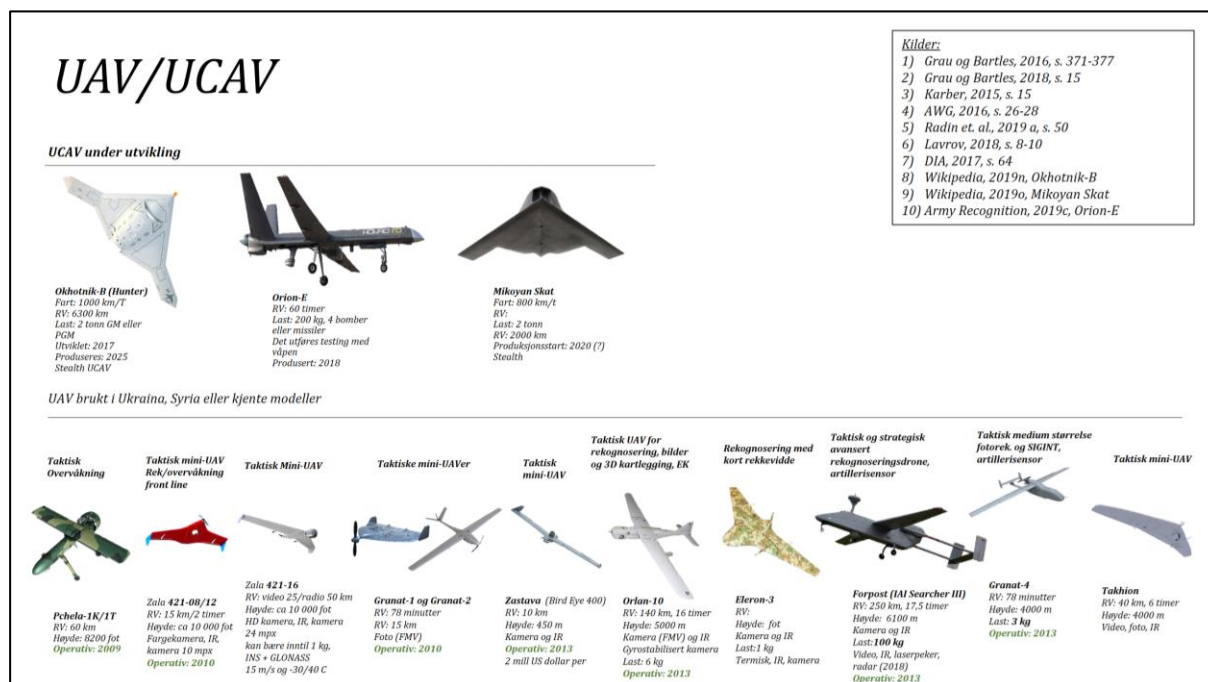 UAV/UCAV
Kilder:
1) Grau og Bartles, 2016, s. 371-377
2) Grau og Bartles, 2018, s. 15
3) Karber, 2015, s. 15
4) AWG, 2016, s. 26-28
5) Radin et. al., 2019 a, s. 50
6) Lavrov, 2018, s. 8-10
7) DIA, 2017, s. 64
8) Wikipedia, 2019n, Okhotnik-B
9) Wikipedia, 2019o, Mikoyan Skat
10) Army Recognition, 2019c, Orion-E
UCAV under utvikling
Okhotnik-B (Hunter)
Fart: 1000 km/T
RV: 6300 km
Last: 2 tonn GM eller
PGM
Utviklet: 2017
Produseres: 2025
Stealth UCAV
Orion-E
RV: 60 timer
Last: 200 kg, 4 bomber
eller missiler
Det utføres testing med
våpen
Produsert: 2018
Mikoyan Skat
Fart: 800 km/t
RV:
Last: 2 tonn
RV: 2000 km
Produksjonsstart: 2020 (?)
Stealth
UAV brukt i Ukraina, Syria eller kjente modeller
Taktisk
Overvåkning
Pchela-1K/1T
RV: 60 km
Høyde: 8200 fot
Operativ: 2009
Taktisk mini-UAV
Rek/overvåkning
front line
Zala 421-08/12
RV: 15 km/2 timer
Høyde: ca 10 000 fot
Fargekamera, IR,
kamera 10 mpx
Operativ: 2010
Taktisk Mini-UAV
Zala 421-16
RV: video 25/radio 50 km
Høyde: ca 10 000 fot
HD kamera, IR, kamera
24 mpx
kan bære inntil 1 kg,
INS + GLONASS
15 m/s og -30/40 C
Taktiske mini-UAVer
Granat-1 og Granat-2
RV: 78 minutter
RV: 15 km
Foto (FMV)
Operativ: 2010
Taktisk
mini-UAV
Zastava (Bird Eye 400)
RV: 10 km
Høyde: 450 m
Kamera og IR
Operativ: 2013
2 mill US dollar per
Taktisk UAV for
rekognosering, bilder
og 3D kartlegging, EK
Orlan-10
RV: 140 km, 16 timer
Høyde: 5000 m
Kamera (FMV) og IR
Gyrostabilisert kamera
Last: 6 kg
Operativ: 2013
Rekognosering med
kort rekkevidde
Eleron-3
RV:
Høyde: fot
Kamera og IR
Last:1 kg
Termisk, IR, kamera
Taktisk og strategisk
avansert
rekognoseringsdrone,
artillerisensor
Forpost (IAI Searcher III)
RV: 250 km, 17,5 timer
Høyde: 6100 m
Kamera og IR
Last:100 kg
Video, IR, laserpeker,
radar (2018)
Operativ: 2013
Taktisk medium størrelse
fotorek. og SIGINT,
artillerisensor
Granat-4
RV: 78 minutter
Høyde: 4000 m
Last: 3 kg
Operativ: 2013
Taktisk mini-UAV
Takhion
RV: 40 km, 6 timer
Høyde: 4000 m
Video, foto, IR